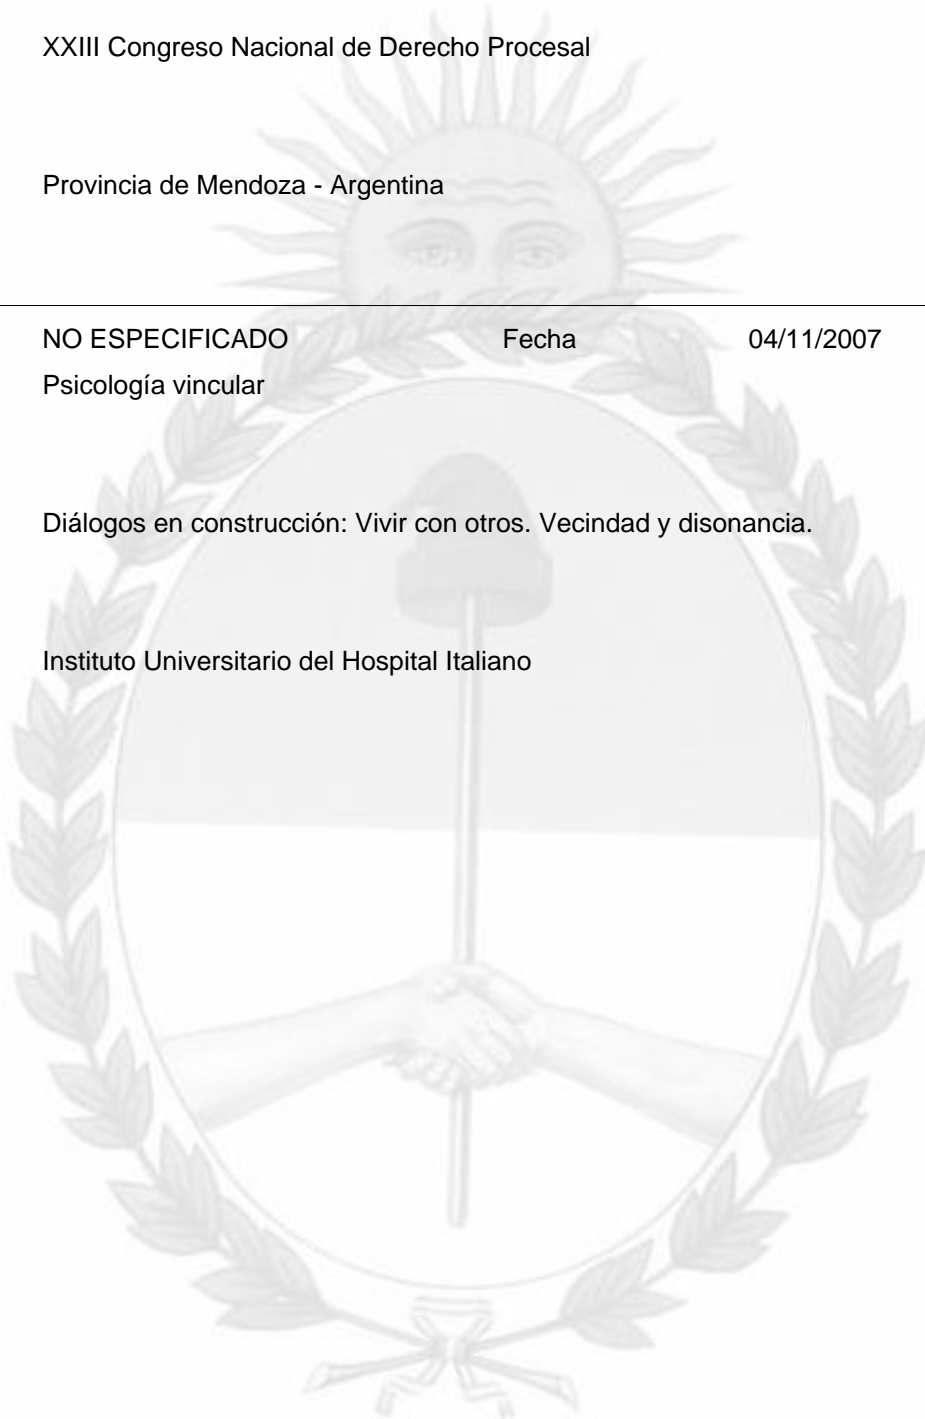 XXIII Congreso Nacional de Derecho Procesal
Provincia de Mendoza - Argentina
NO ESPECIFICADO Fecha 04/11/2007
Psicología vincular
Diálogos en construcción: Vivir con otros. Vecindad y disonancia.
Instituto Universitario del Hospital Italiano